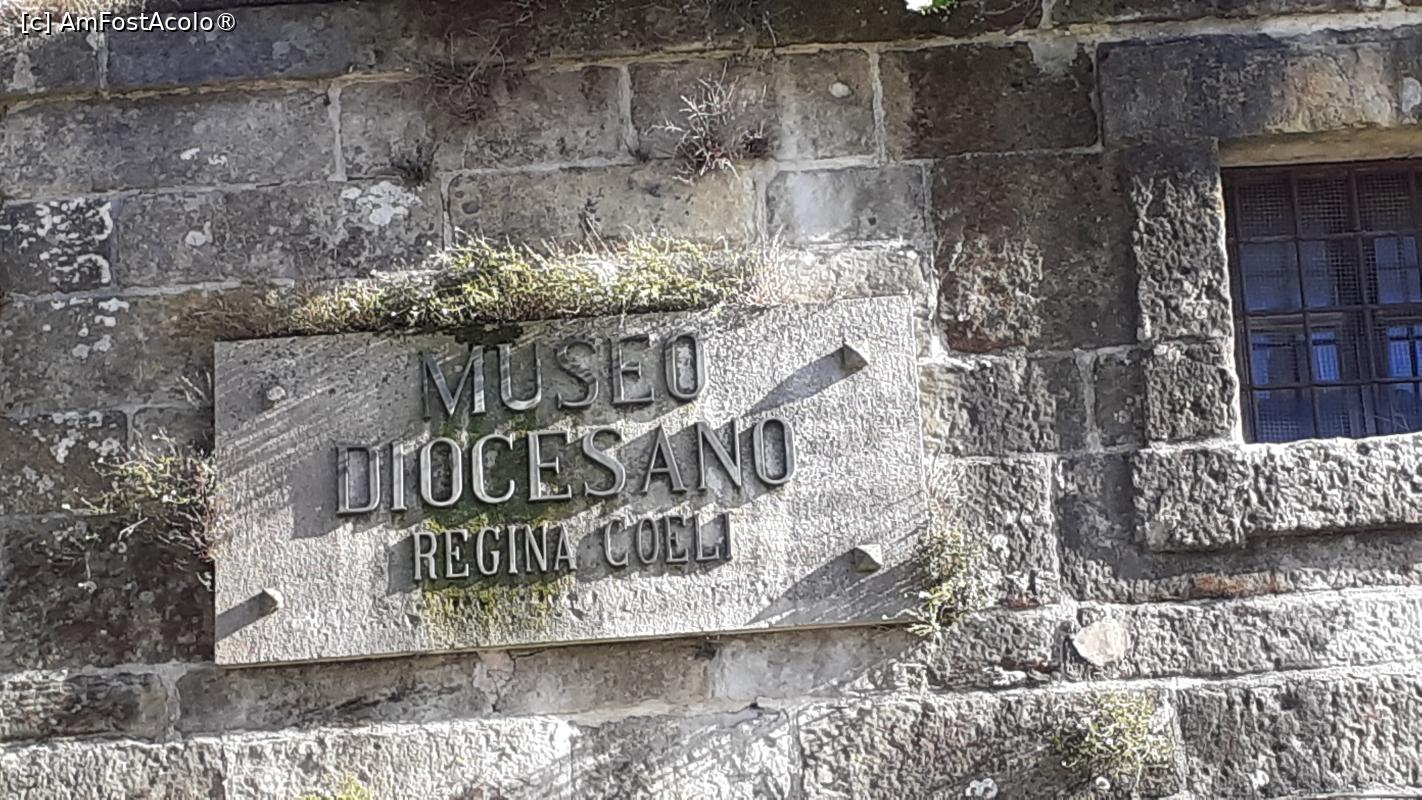 [c] AmFostAcolo®
MUSEO
DIOCESANO
REGINA COELI